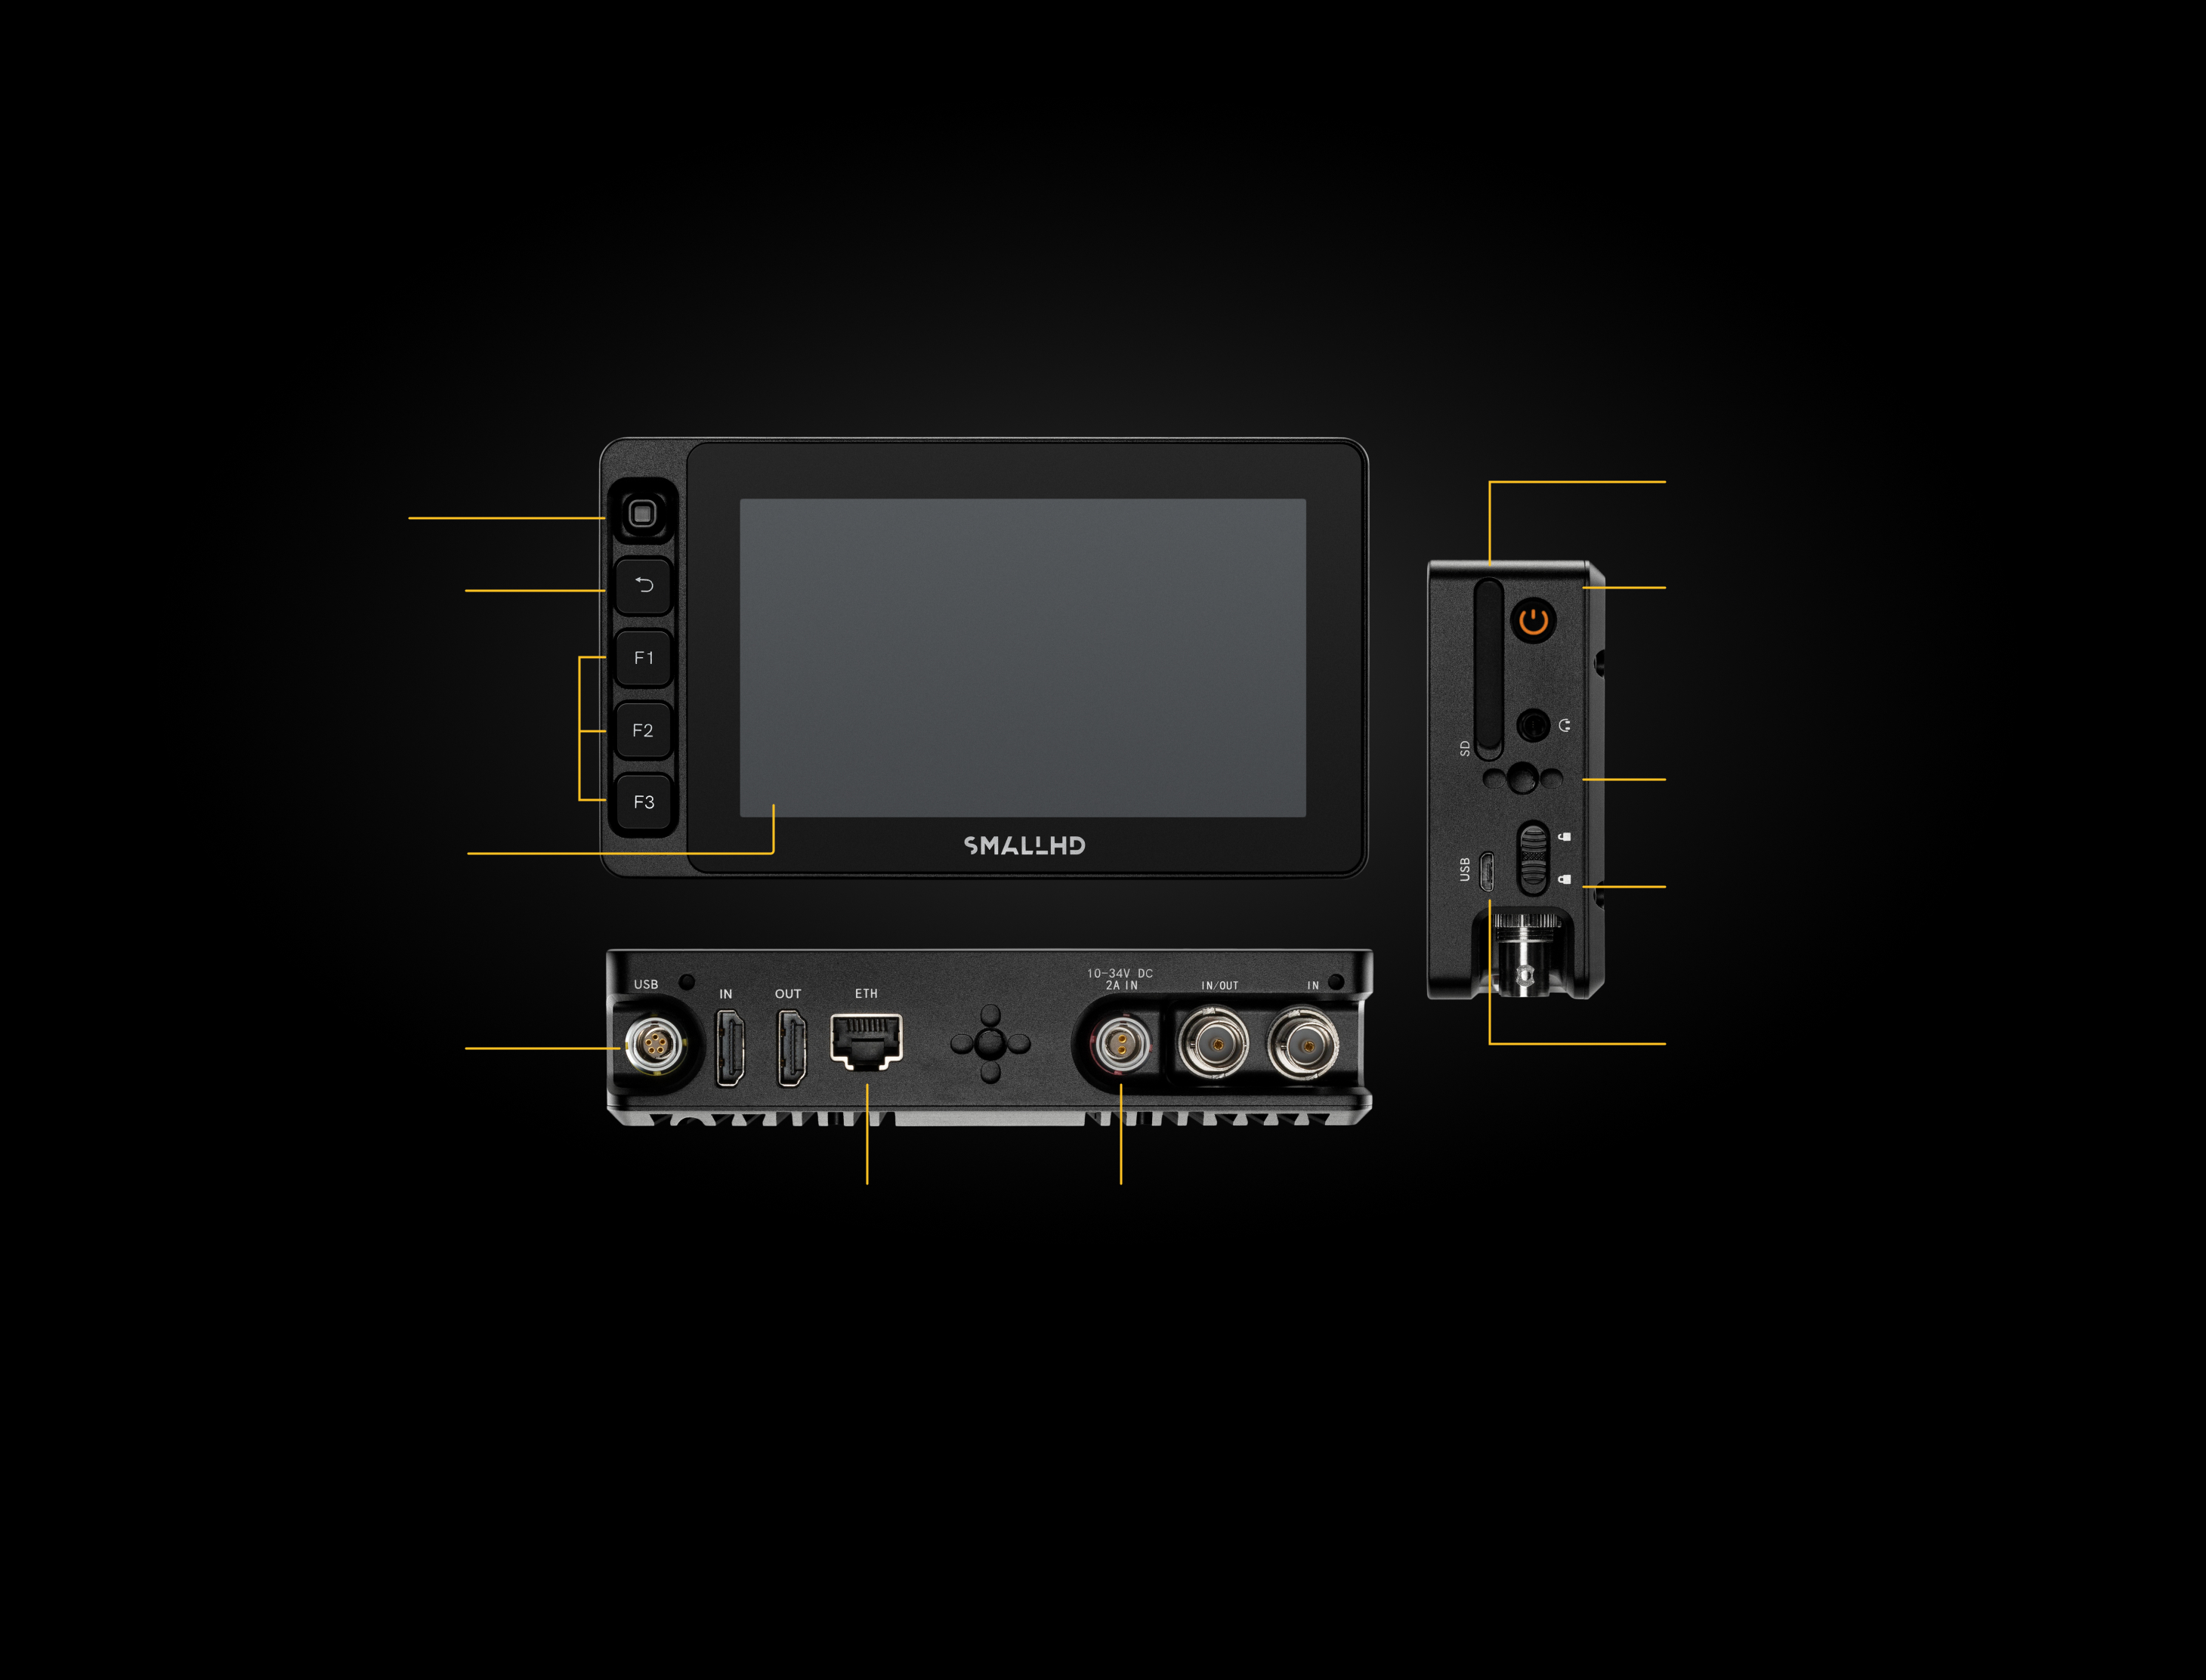 F1
F2
F3
SMALLHD
SD
USB
USB
IN
OUT
ETH
10-34V DC
2A IN
IN/OUT
IN